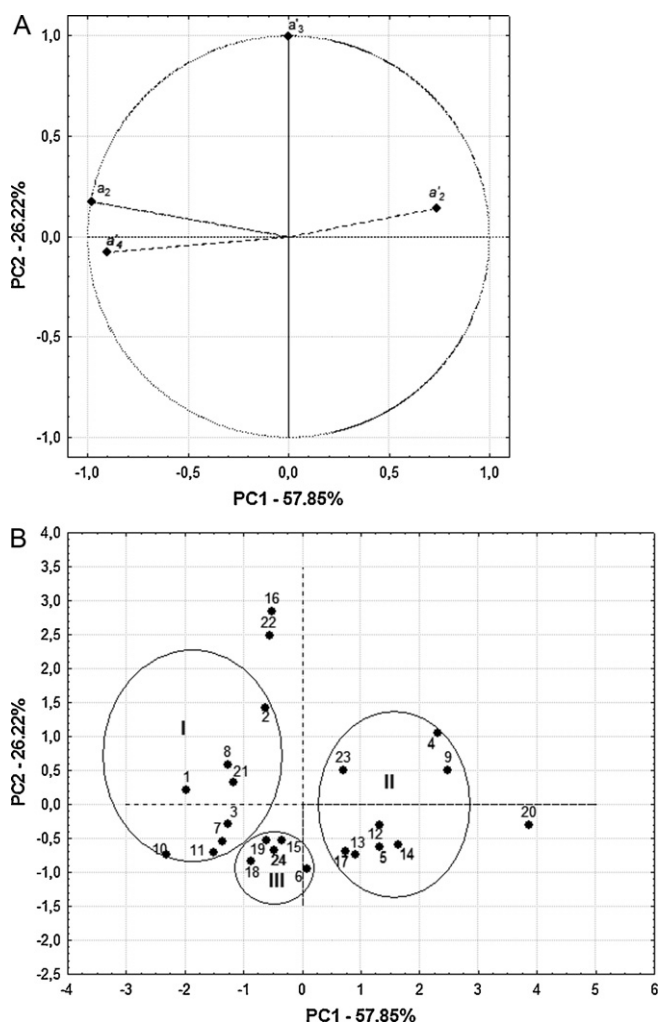 A
a'3
1,0
0,5
a2
a'2
0,0
a'4
-0,5
-1,0
-1,0 -0,5 0,0 0,5 1,0
PC2 - 26.22%
PC1 - 57.85%
B
4,0
3,5
3,0
16
2,5
22
2,0
1,5
I
2
4
1,0
8
23
II
9
0,5
21
1
0,0
3
12
20
-0,5
7
19
15
13
10
11
24
17
5
14
-1,0
18
III
6
-1,5
-2,0
-2,5
-4 -3 -2 -1 0 1 2 3 4 5 6
PC2 - 26.22%
PC1 - 57.85%